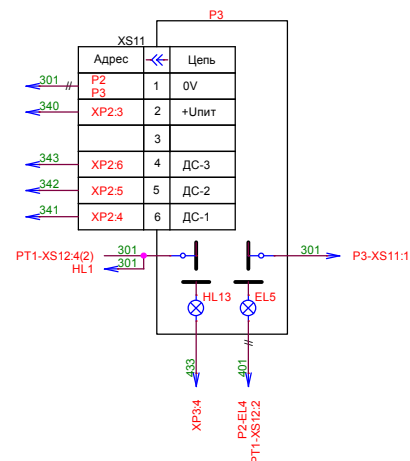 P3
XS11
Адрес Цепь
301 P2 P3 1 0V
340 XP2:3 2 +Uпит
3
343 XP2:6 4 ДС-3
342 XP2:5 5 ДС-2
341 XP2:4 6 ДС-1
PT1-XS12:4(2) 301 301 P3-XS11:1
HL1 301
HL13 EL5
433 401
XP3:4
P2-EL4
PT1-XS12:2